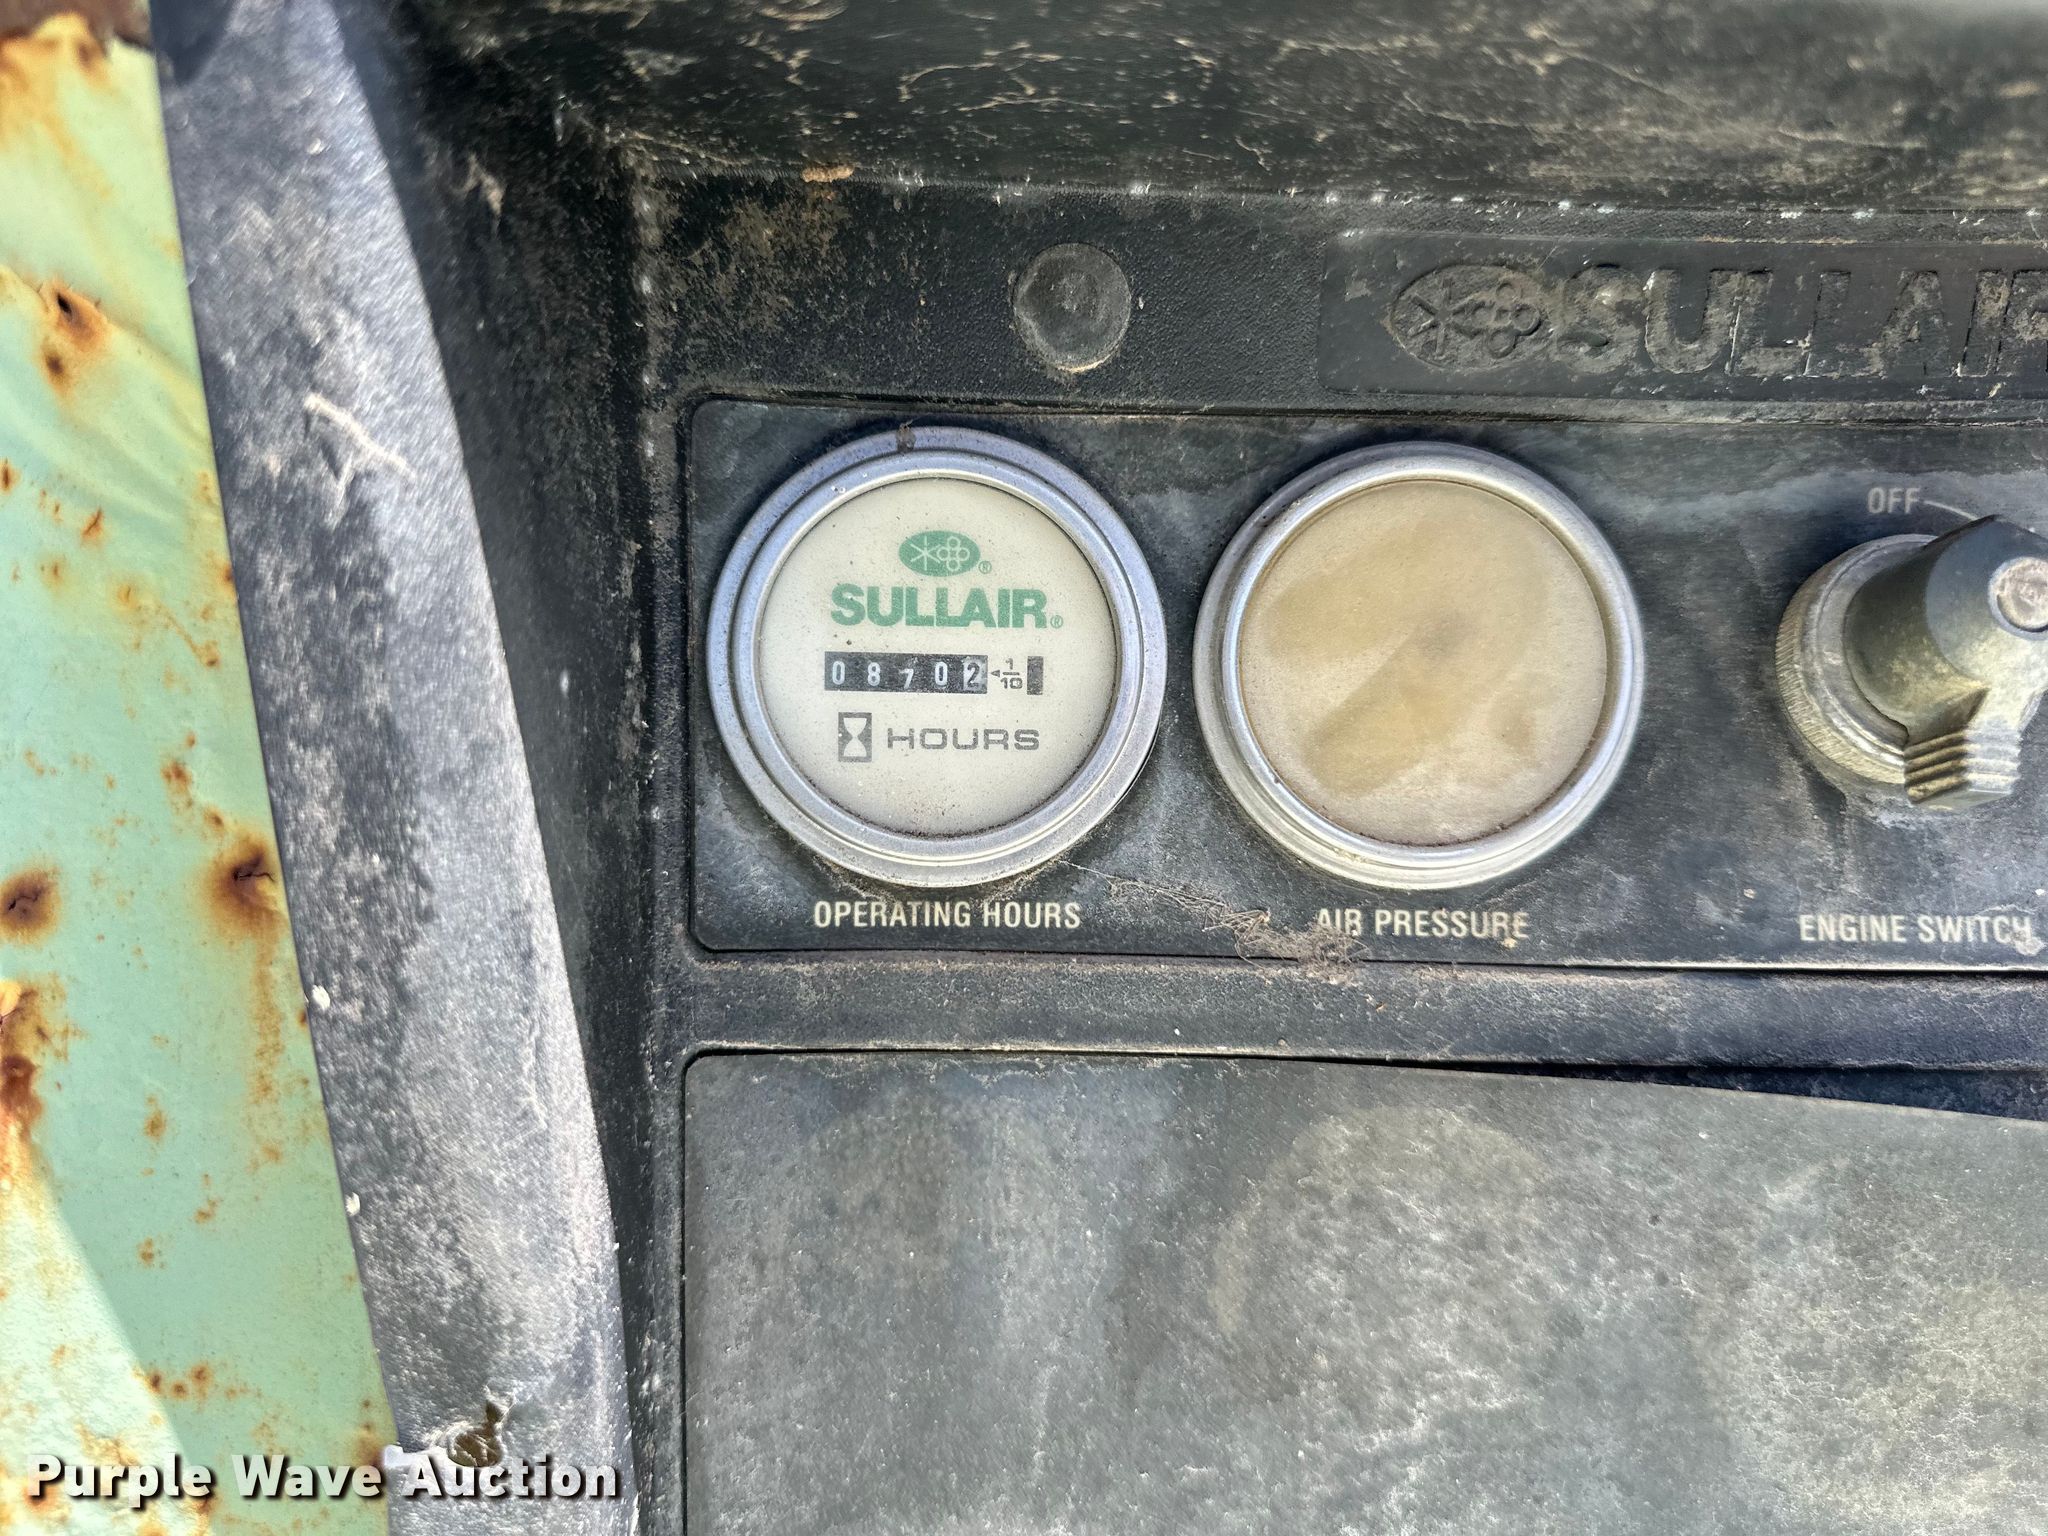 SULLAIR
OFF
SULLAIR®
08702 1/10
HOURS
OPERATING HOURS
AIR PRESSURE
ENGINE SWITCH
Purple Wave Auction